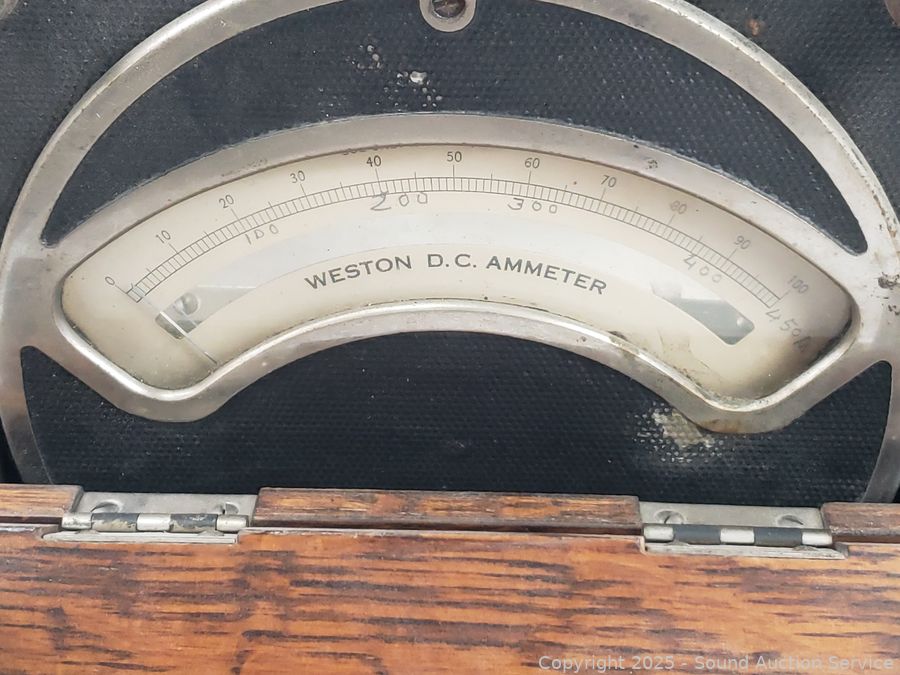 0 10 20 30 40 50 60 70 80 90 100
100 200 300 400 450A
WESTON D.C. AMMETER
Copyright © 2025 - Sound Auction Service